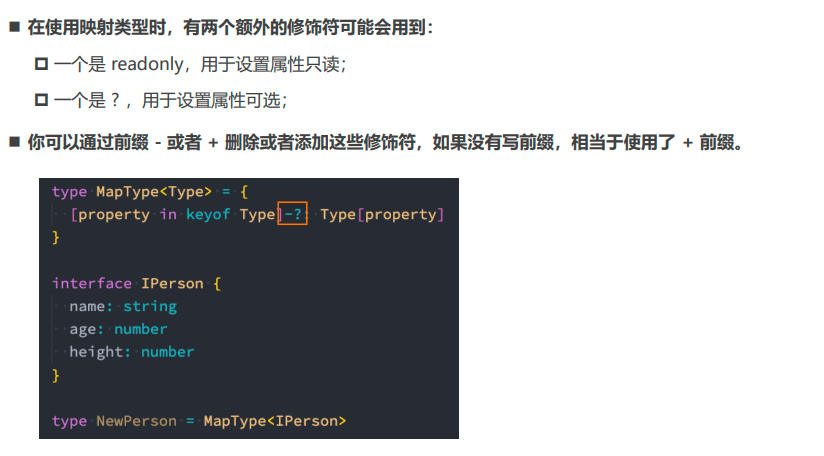 在使用映射类型时，有两个额外的修饰符可能会用到：
一个是 readonly，用于设置属性只读；
一个是 ? ，用于设置属性可选；
你可以通过前缀 - 或者 + 删除或者添加这些修饰符，如果没有写前缀，相当于使用了 + 前缀。
type MapType<Type> = {
[property in keyof Type]-?: Type[property]
}
interface IPerson {
name: string
age: number
height: number
}
type NewPerson = MapType<IPerson>